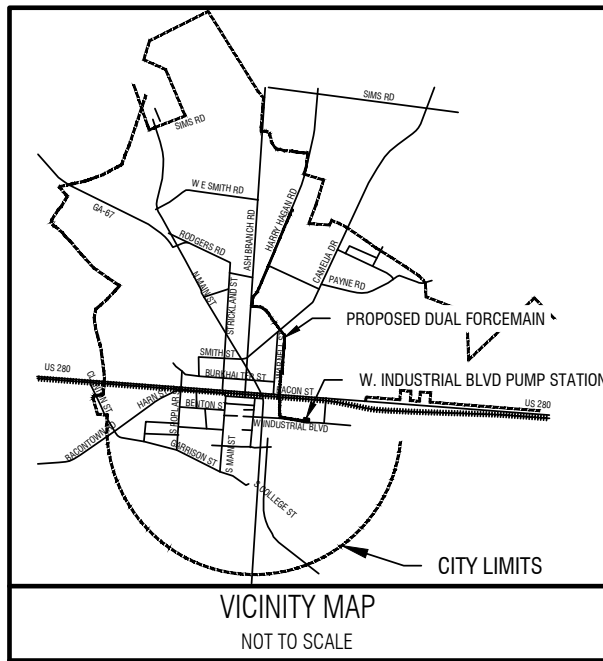 SIMS RD
SIMS RD
W E SMITH RD
GA-67
RODGERS RD
ASH BRANCH RD
HARRY HAGAN RD
CAMELIA DR
N MAIN ST
STRICKLAND ST
PAYNE RD
PROPOSED DUAL FORCEMAIN
SMITH ST
BURKHALTER ST
US 280
BACON ST
W. INDUSTRIAL BLVD PUMP STATION
US 280
HARN ST
S POPLAR ST
BENTON ST
W INDUSTRIAL BLVD
BACONTOWN RD
GARRISON ST
S MAIN ST
S COLLEGE ST
CITY LIMITS
VICINITY MAP
NOT TO SCALE